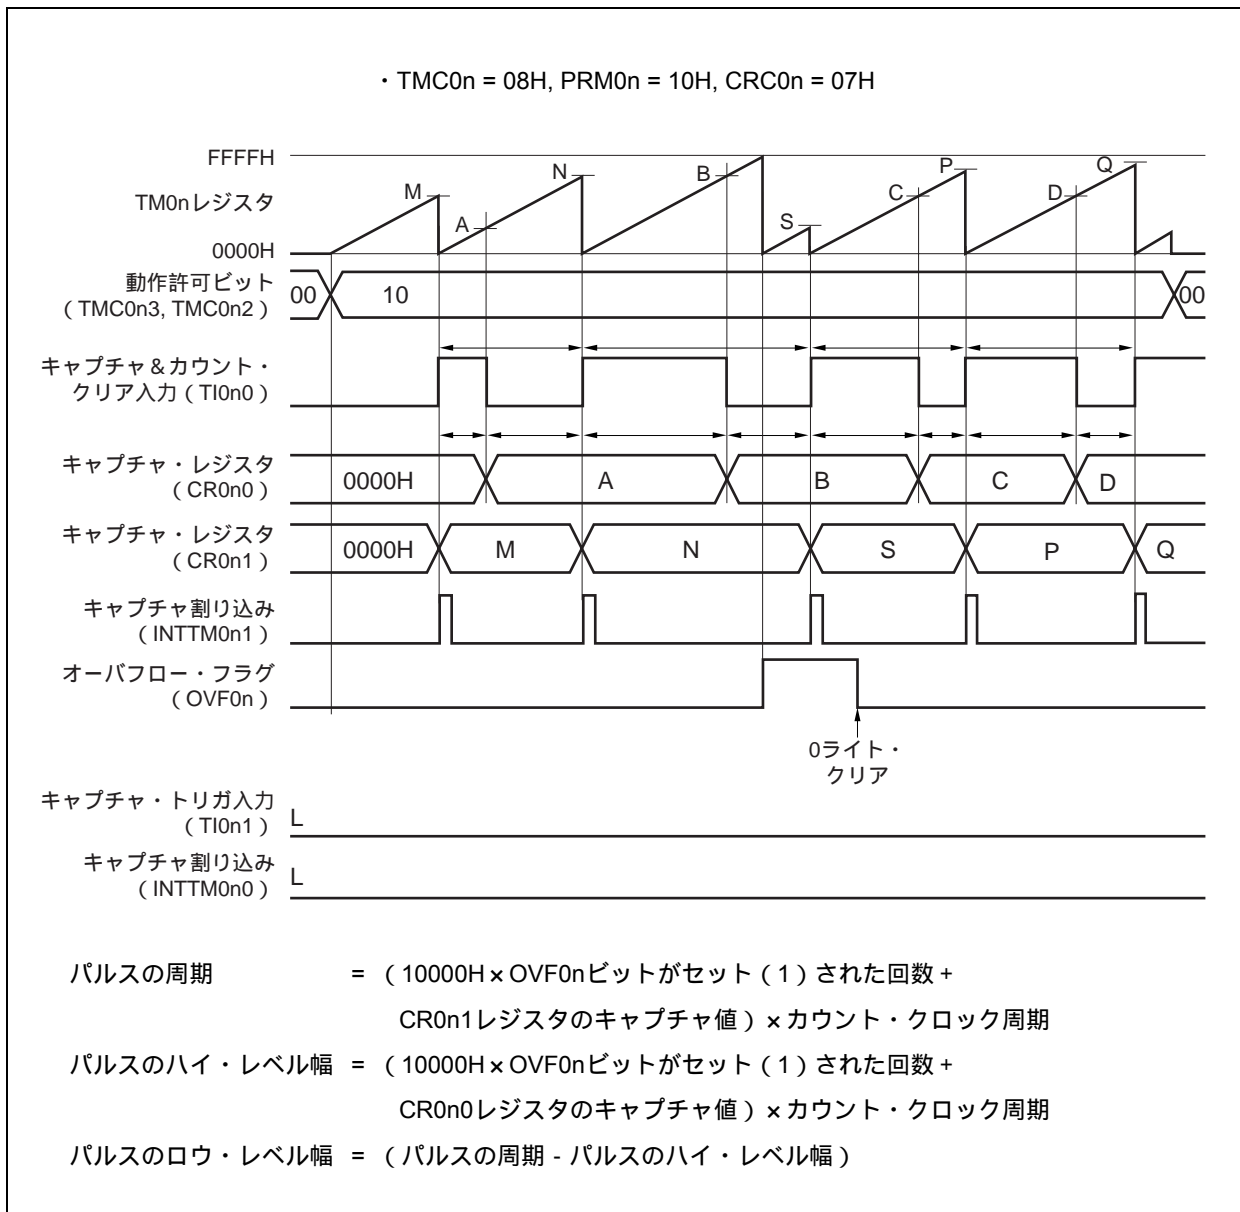 ・TMC0n = 08H, PRM0n = 10H, CRC0n = 07H
FFFFH
TM0nレジスタ
0000H
M
A
N
B
S
C
P
D
Q
動作許可ビット
（TMC0n3, TMC0n2）
00
10
00
キャプチャ＆カウント・
クリア入力（TI0n0）
キャプチャ・レジスタ
（CR0n0）
0000H
A
B
C
D
キャプチャ・レジスタ
（CR0n1）
0000H
M
N
S
P
Q
キャプチャ割り込み
（INTTM0n1）
オーバフロー・フラグ
（OVF0n）
0ライト・
クリア
キャプチャ・トリガ入力
（TI0n1）
L
キャプチャ割り込み
（INTTM0n0）
L
パルスの周期 = （10000H×OVF0nビットがセット（1）された回数+
CR0n1レジスタのキャプチャ値）×カウント・クロック周期
パルスのハイ・レベル幅 = （10000H×OVF0nビットがセット（1）された回数+
CR0n0レジスタのキャプチャ値）×カウント・クロック周期
パルスのロウ・レベル幅 = （パルスの周期 - パルスのハイ・レベル幅）